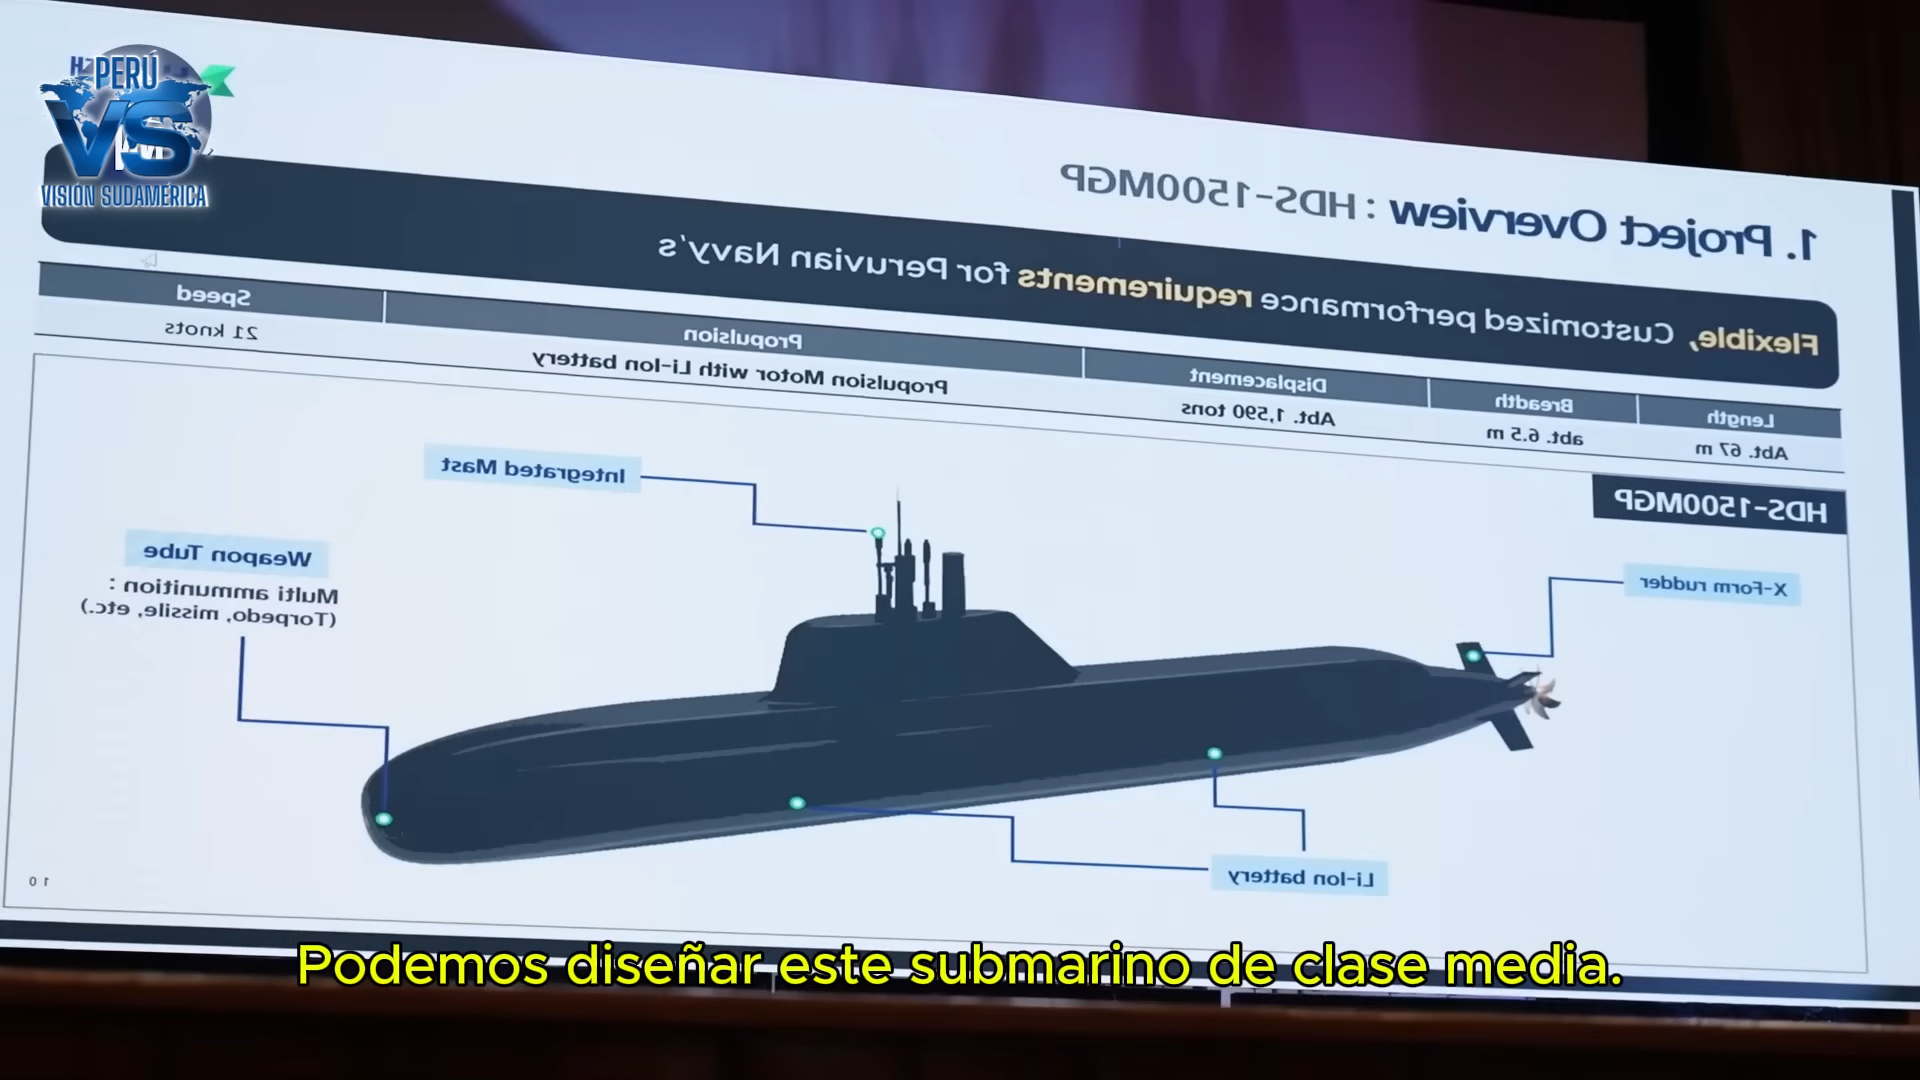 PERÚ
VS
VISIÓN SUDAMÉRICA
1. Project Overview : HDS-1500MGP
Flexible, Customized performance requirements for Peruvian Navy's
Length Breadth Displacement Propulsion Speed
Abt. 67 m abt. 6.5 m Abt. 1,590 tons Propulsion Motor with Li-Ion battery 21 knots
HDS-1500MGP
Integrated Mast
X-Form rudder
Weapon Tube
Multi ammunition :
(Torpedo, missile, etc.)
Li-Ion battery
10
Podemos diseñar este submarino de clase media.